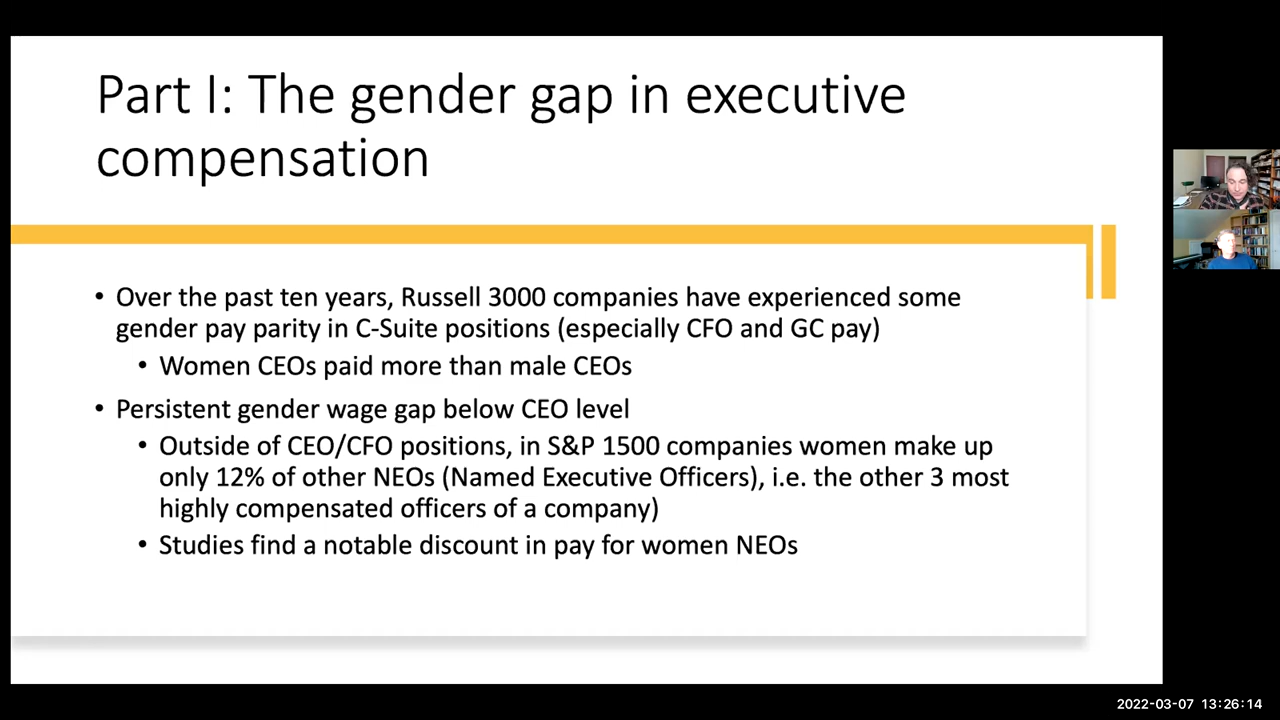 Part I: The gender gap in executive
compensation
• Over the past ten years, Russell 3000 companies have experienced some
gender pay parity in C-Suite positions (especially CFO and GC pay)
• Women CEOs paid more than male CEOs
• Persistent gender wage gap below CEO level
• Outside of CEO/CFO positions, in S&P 1500 companies women make up
only 12% of other NEOs (Named Executive Officers), i.e. the other 3 most
highly compensated officers of a company)
• Studies find a notable discount in pay for women NEOs
2022-03-07 13:26:14